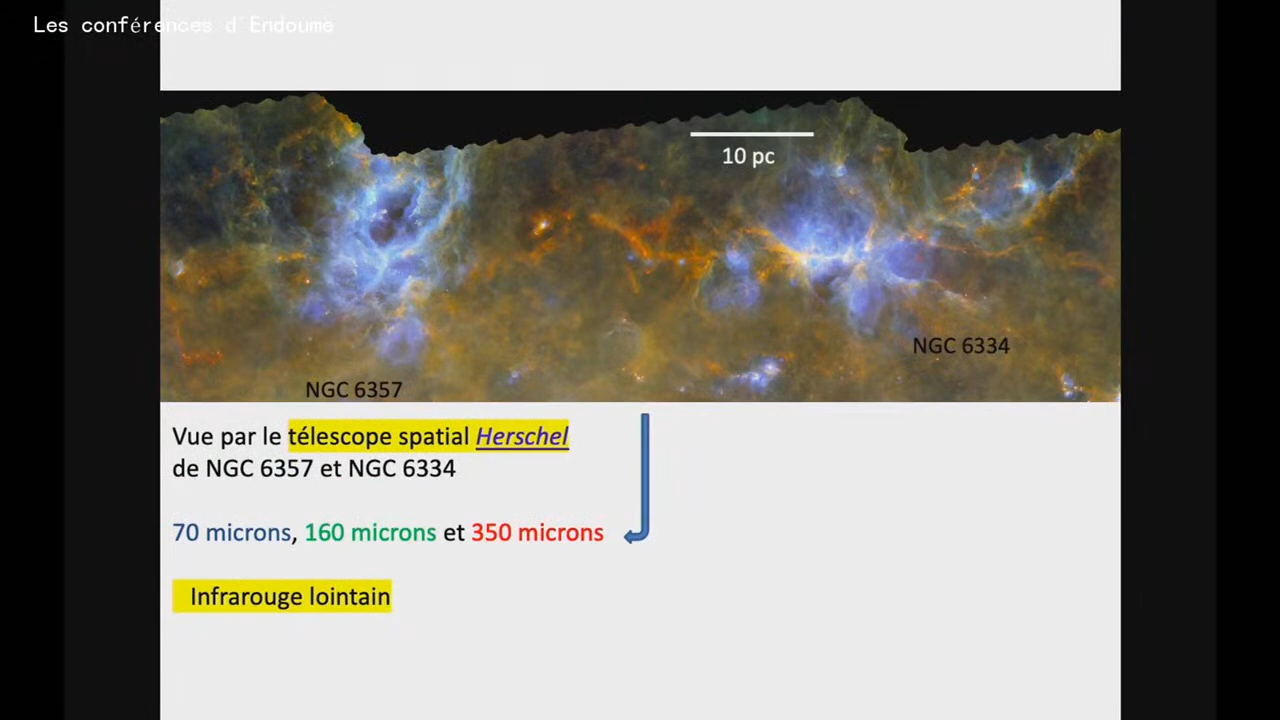 Les conférences d'Endoume
10 pc
NGC 6334
NGC 6357
Vue par le télescope spatial Herschel
de NGC 6357 et NGC 6334
70 microns, 160 microns et 350 microns
Infrarouge lointain